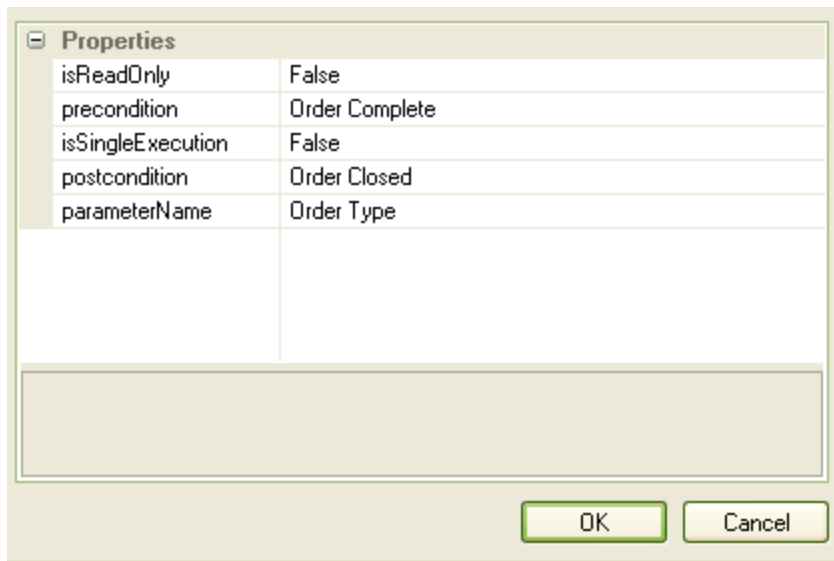 Properties
isReadOnly False
precondition Order Complete
isSingleExecution False
postcondition Order Closed
parameterName Order Type
OK Cancel